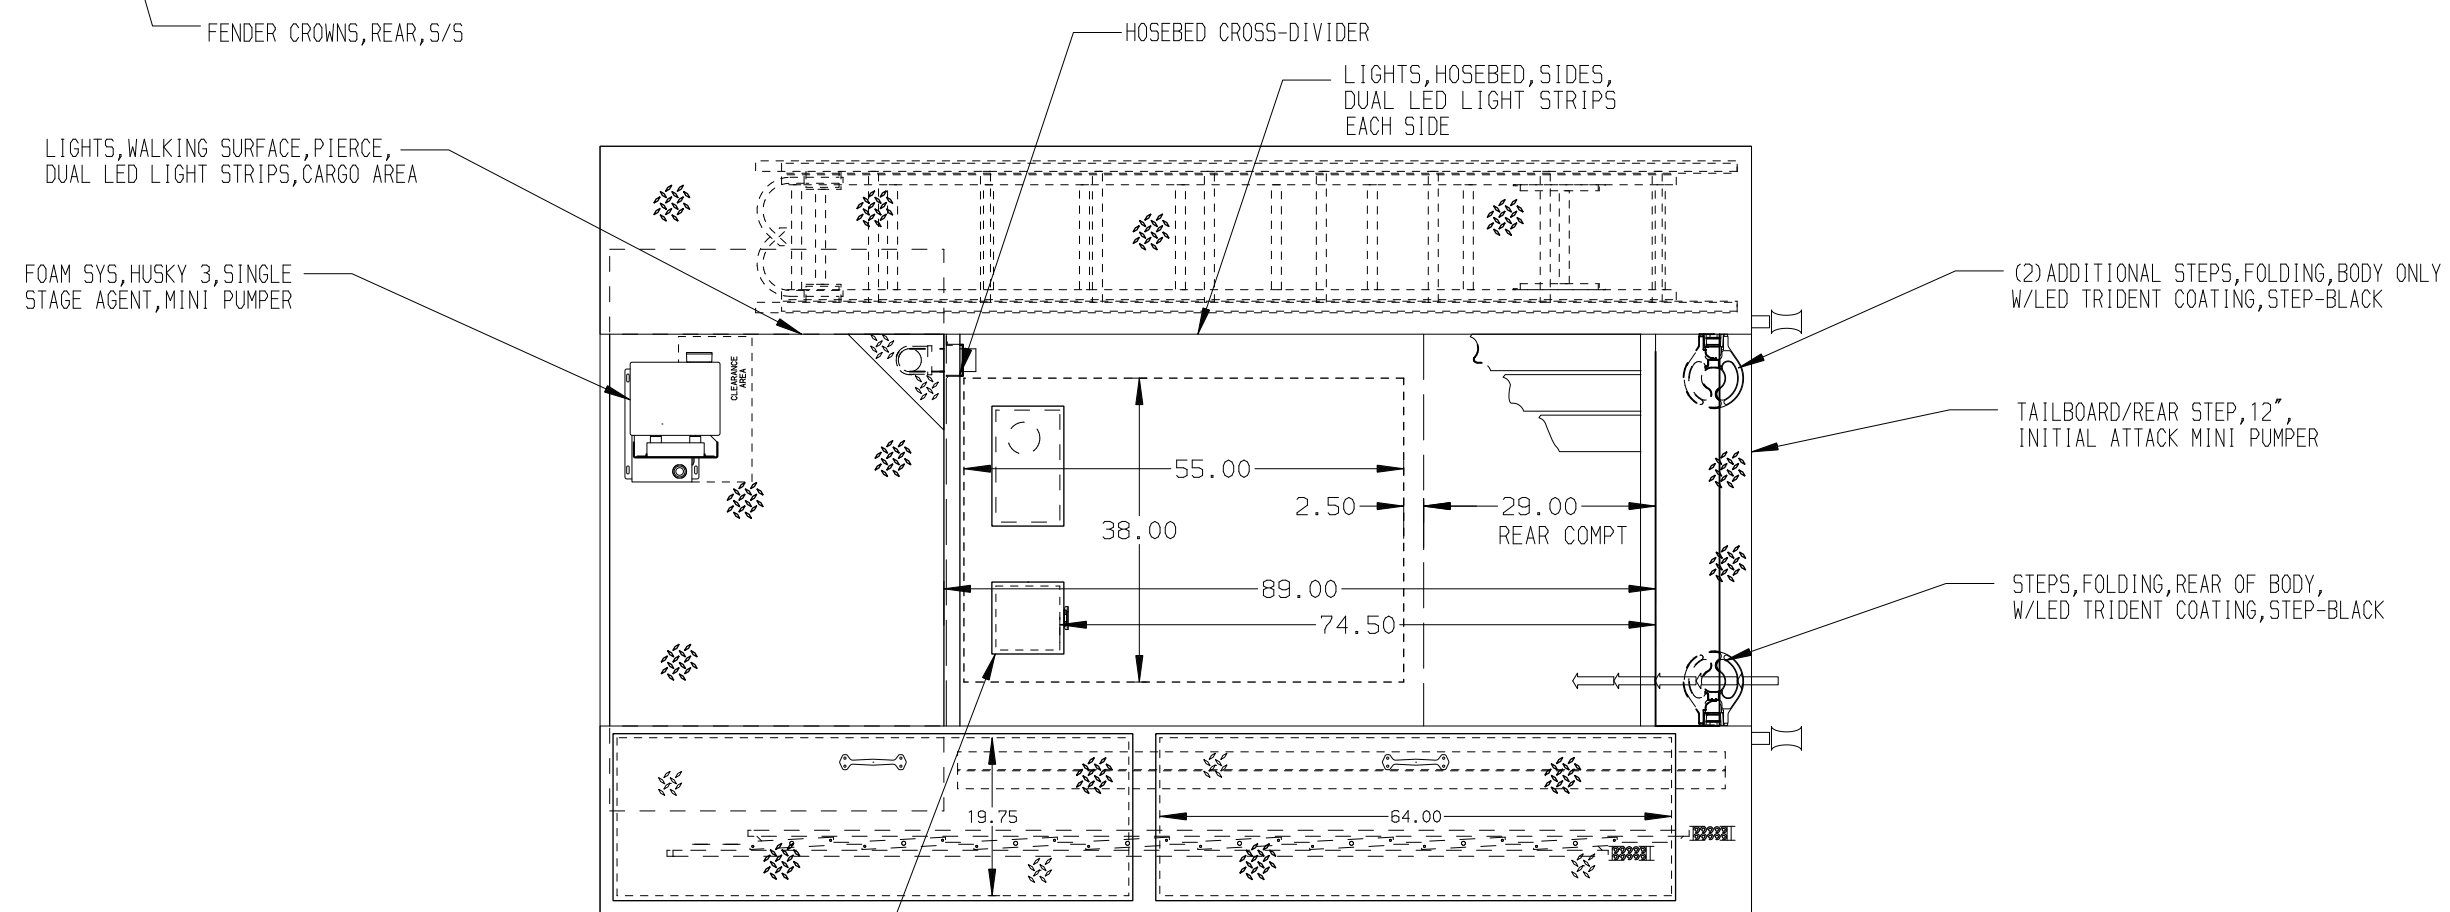 FENDER CROWNS,REAR,S/S
HOSEBED CROSS-DIVIDER
LIGHTS,HOSEBED,SIDES,
DUAL LED LIGHT STRIPS
EACH SIDE
LIGHTS,WALKING SURFACE,PIERCE,
DUAL LED LIGHT STRIPS,CARGO AREA
FOAM SYS,HUSKY 3,SINGLE
STAGE AGENT,MINI PUMPER
(2)ADDITIONAL STEPS,FOLDING,BODY ONLY
W/LED TRIDENT COATING,STEP-BLACK
CLEARANCE
AREA
TAILBOARD/REAR STEP,12",
INITIAL ATTACK MINI PUMPER
55.00
2.50
29.00
REAR COMPT
38.00
89.00
74.50
STEPS,FOLDING,REAR OF BODY,
W/LED TRIDENT COATING,STEP-BLACK
19.75
64.00